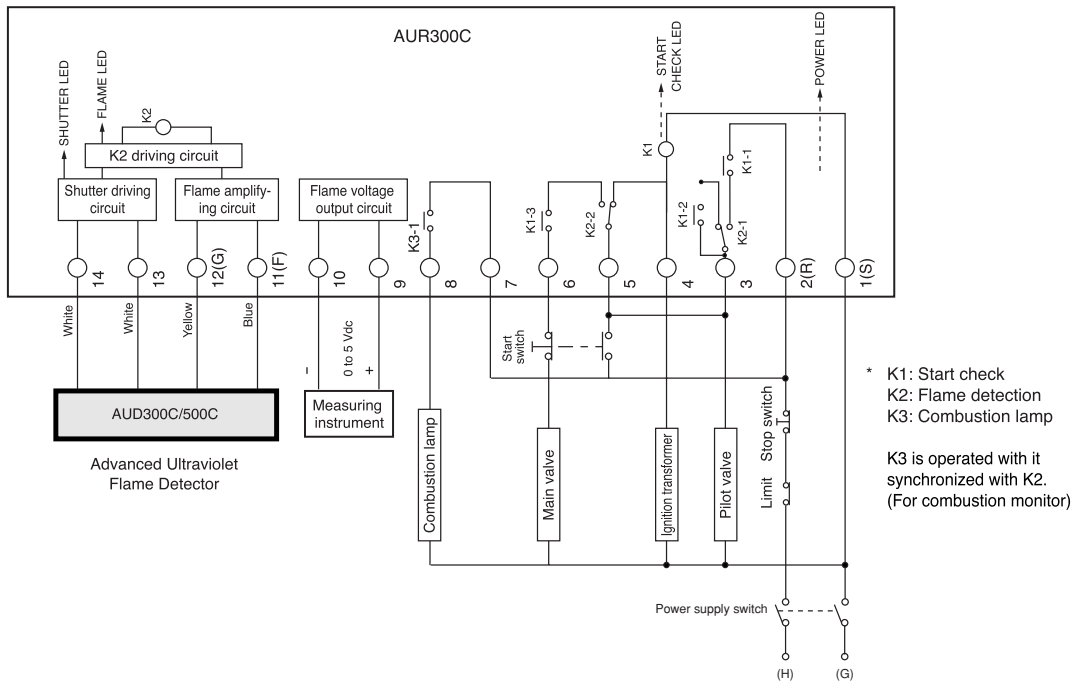 AUR300C
SHUTTER LED
FLAME LED
K2
START
CHECK LED
POWER LED
K2 driving circuit
K1
K1-1
Shutter driving
circuit
Flame amplify-
ing circuit
Flame voltage
output circuit
K3-1
K1-3
K2-2
K1-2
K2-1
14
13
12(G)
11(F)
10
9
8
7
6
5
4
3
2(R)
1(S)
White
White
Yellow
Blue
-
0 to 5 Vdc
+
Start
switch
AUD300C/500C
Measuring
instrument
Advanced Ultraviolet
Flame Detector
Combustion lamp
Main valve
Ignition transformer
Pilot valve
Stop switch
Limit
* K1: Start check
K2: Flame detection
K3: Combustion lamp
K3 is operated with it
synchronized with K2.
(For combustion monitor)
Power supply switch
(H)
(G)